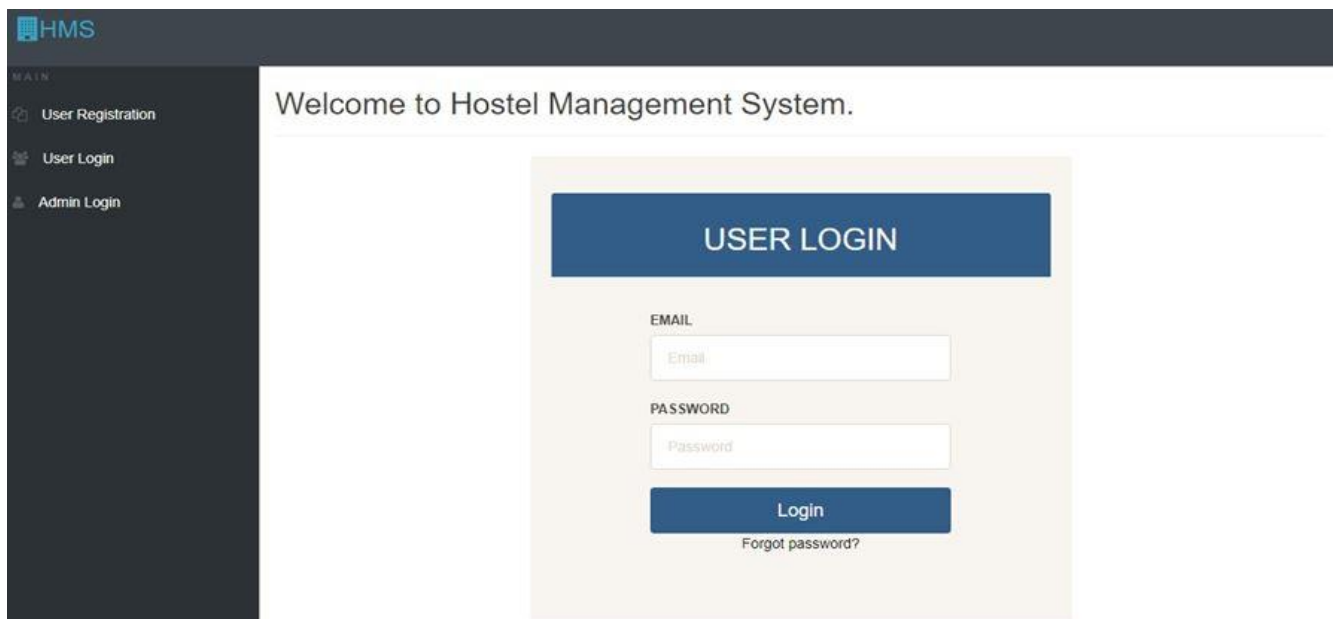 HMS
MAIN
User Registration
User Login
Admin Login
Welcome to Hostel Management System.
USER LOGIN
EMAIL
Email
PASSWORD
Password
Login
Forgot password?